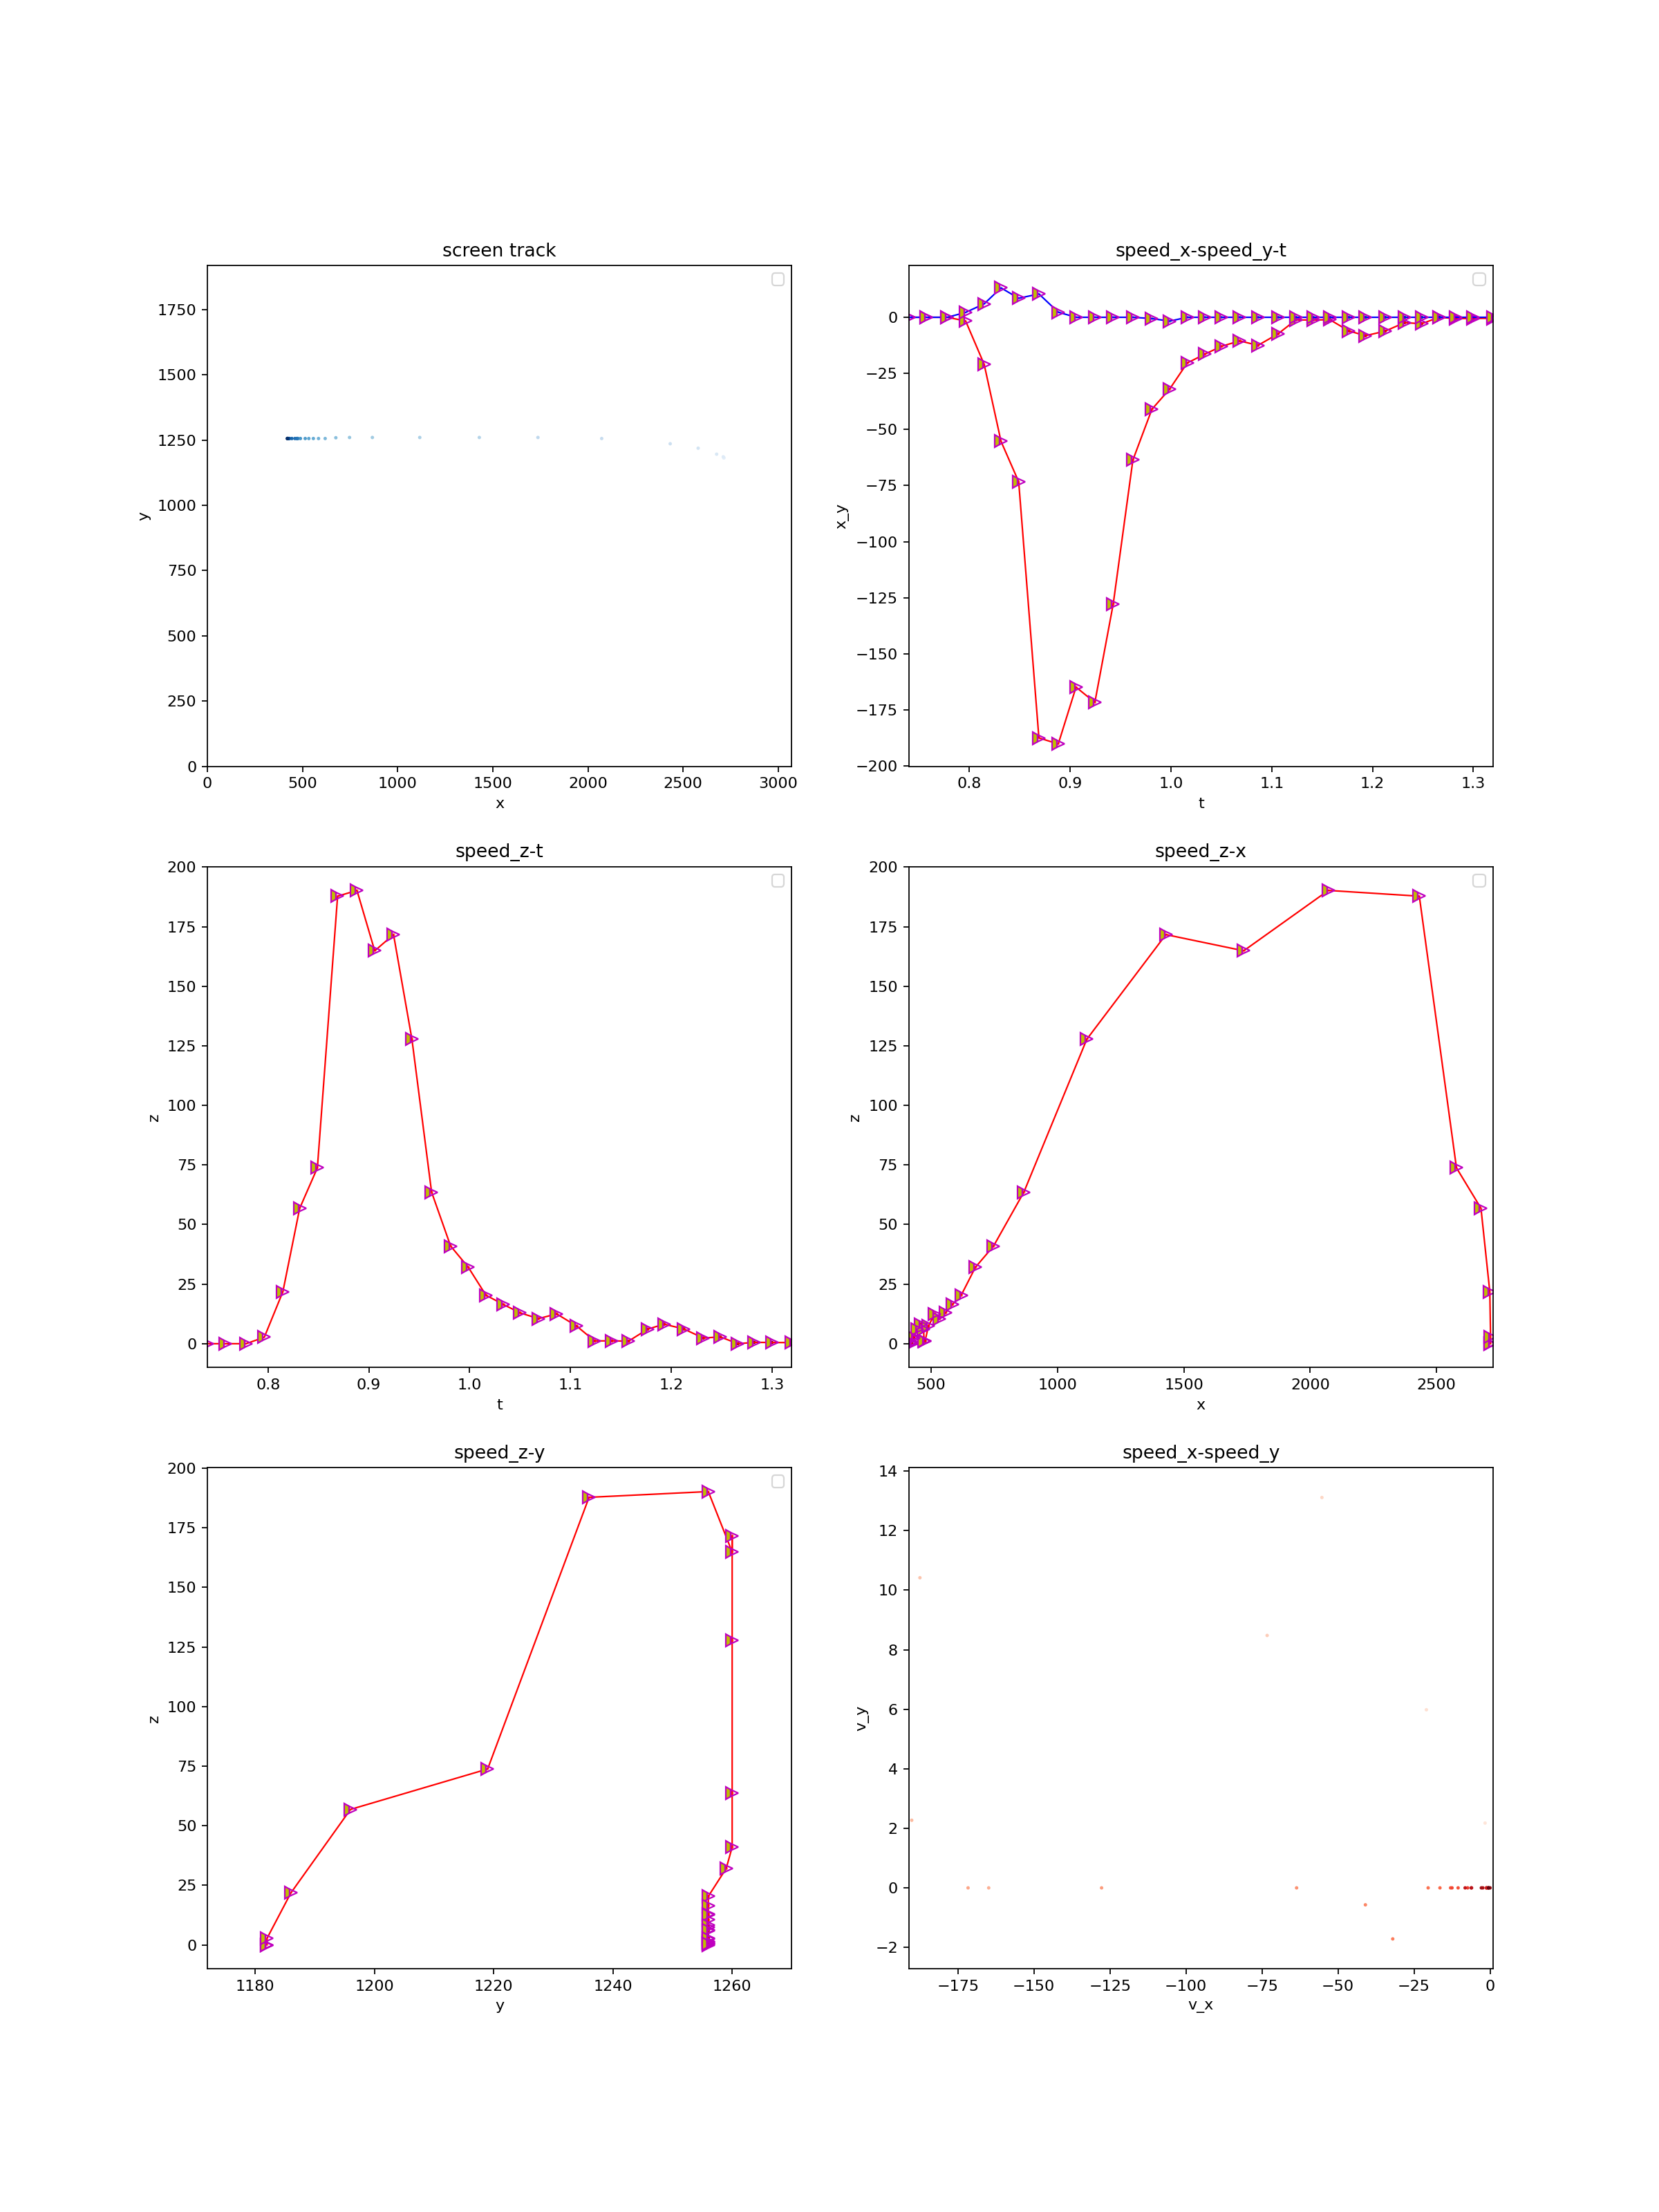 screen track
1750
1500
1250
1000
750
500
250
0
y
0 500 1000 1500 2000 2500 3000
x
speed_x-speed_y-t
0
−25
−50
−75
−100
−125
−150
−175
−200
x_y
0.8 0.9 1.0 1.1 1.2 1.3
t
speed_z-t
200
175
150
125
100
75
50
25
0
z
0.8 0.9 1.0 1.1 1.2 1.3
t
speed_z-x
200
175
150
125
100
75
50
25
0
z
500 1000 1500 2000 2500
x
speed_z-y
200
175
150
125
100
75
50
25
0
z
1180 1200 1220 1240 1260
y
speed_x-speed_y
14
12
10
8
6
4
2
0
−2
v_y
−175 −150 −125 −100 −75 −50 −25 0
v_x